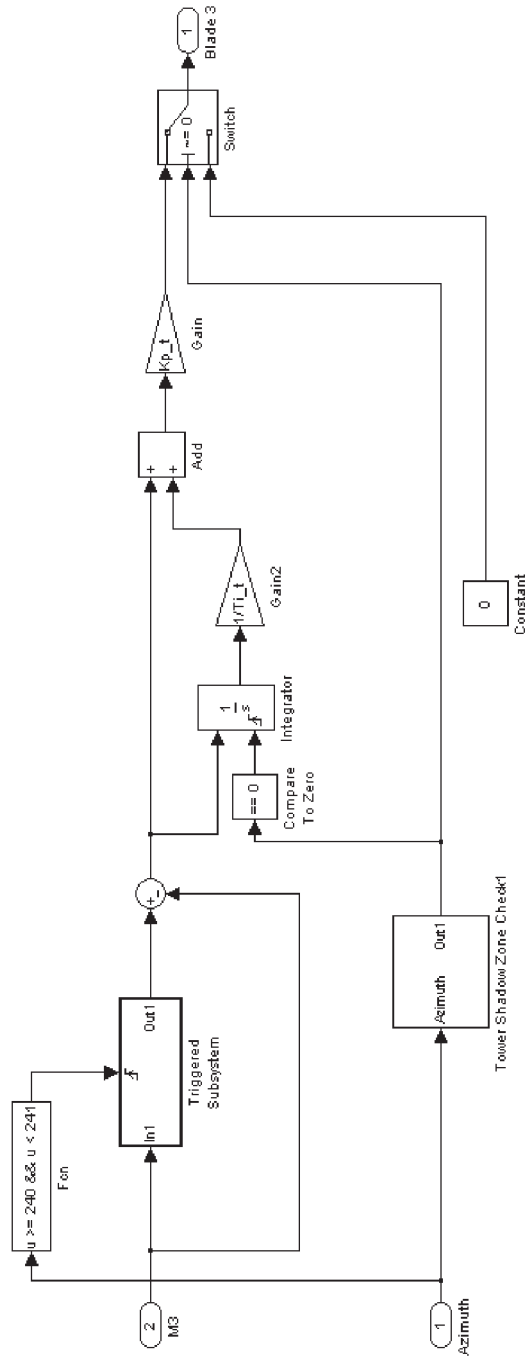 u >= 240 && u < 241
Fcn
2
M3
In1
Out1
Triggered
Subsystem
+
-
1
s
Integrator
== 0
Compare
To Zero
1/Ti_t
Gain2
+
+
Add
Kp_t
Gain
~= 0
Switch
1
Blade 3
1
Azimuth
Azimuth
Out1
Tower Shadow Zone Check1
0
Constant